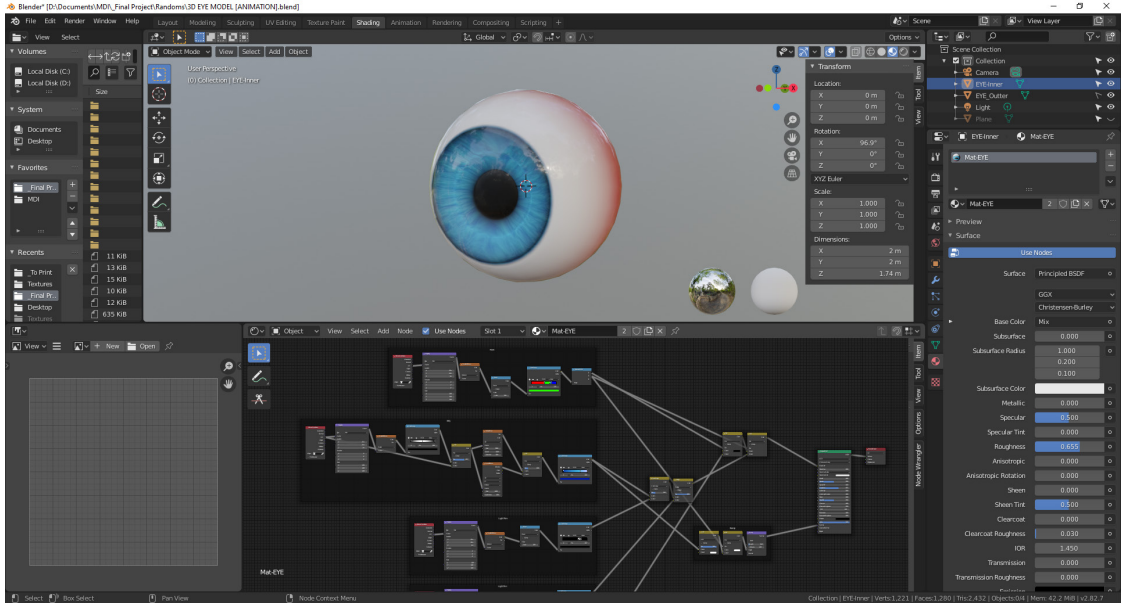 Blender* [D:\Documents\MDI\_Final Project\Randoms\3D EYE MODEL [ANIMATION].blend]
File Edit Render Window Help
Layout Modeling Sculpting UV Editing Texture Paint Shading Animation Rendering Compositing Scripting +
Scene
View Layer
View Select
Global
Options
Volumes
Local Disk (C:)
Local Disk (D:)
System
Documents
Desktop
Favorites
_Final Pr...
MDI
Recents
_To Print
Textures
_Final Pr...
Desktop
Textures
Size
11 KiB
13 KiB
15 KiB
10 KiB
12 KiB
635 KiB
Object Mode View Select Add Object
User Perspective
(0) Collection | EYE-Inner
Transform
Location:
X 0 m
Y 0 m
Z 0 m
Rotation:
X 96.9°
Y 0°
Z 0°
XYZ Euler
Scale:
X 1.000
Y 1.000
Z 1.000
Dimensions:
X 2 m
Y 2 m
Z 1.74 m
Item
Tool
View
Scene Collection
Collection
Camera
EYE-Inner
EYE_Outter
Light
Plane
EYE-Inner Mat-EYE
Mat-EYE
Mat-EYE 2
Preview
Surface
Use Nodes
Surface Principled BSDF
GGX
Christensen-Burley
Base Color Mix
Subsurface 0.000
Subsurface Radius 1.000
0.200
0.100
Subsurface Color
Metallic 0.000
Specular 0.500
Specular Tint 0.000
Roughness 0.655
Anisotropic 0.000
Anisotropic Rotation 0.000
Sheen 0.000
Sheen Tint 0.500
Clearcoat 0.000
Clearcoat Roughness 0.030
IOR 1.450
Transmission 0.000
Transmission Roughness 0.000
View New Open
Object View Select Add Node Use Nodes Slot 1 Mat-EYE 2
Item
Tool
View
Options
Node Wrangler
Mat-EYE
Select Box Select Pan View Node Context Menu
Collection | EYE-Inner | Verts:1,221 | Faces:1,280 | Tris:2,432 | Objects:0/4 | Mem: 42.2 MiB | v2.82.7